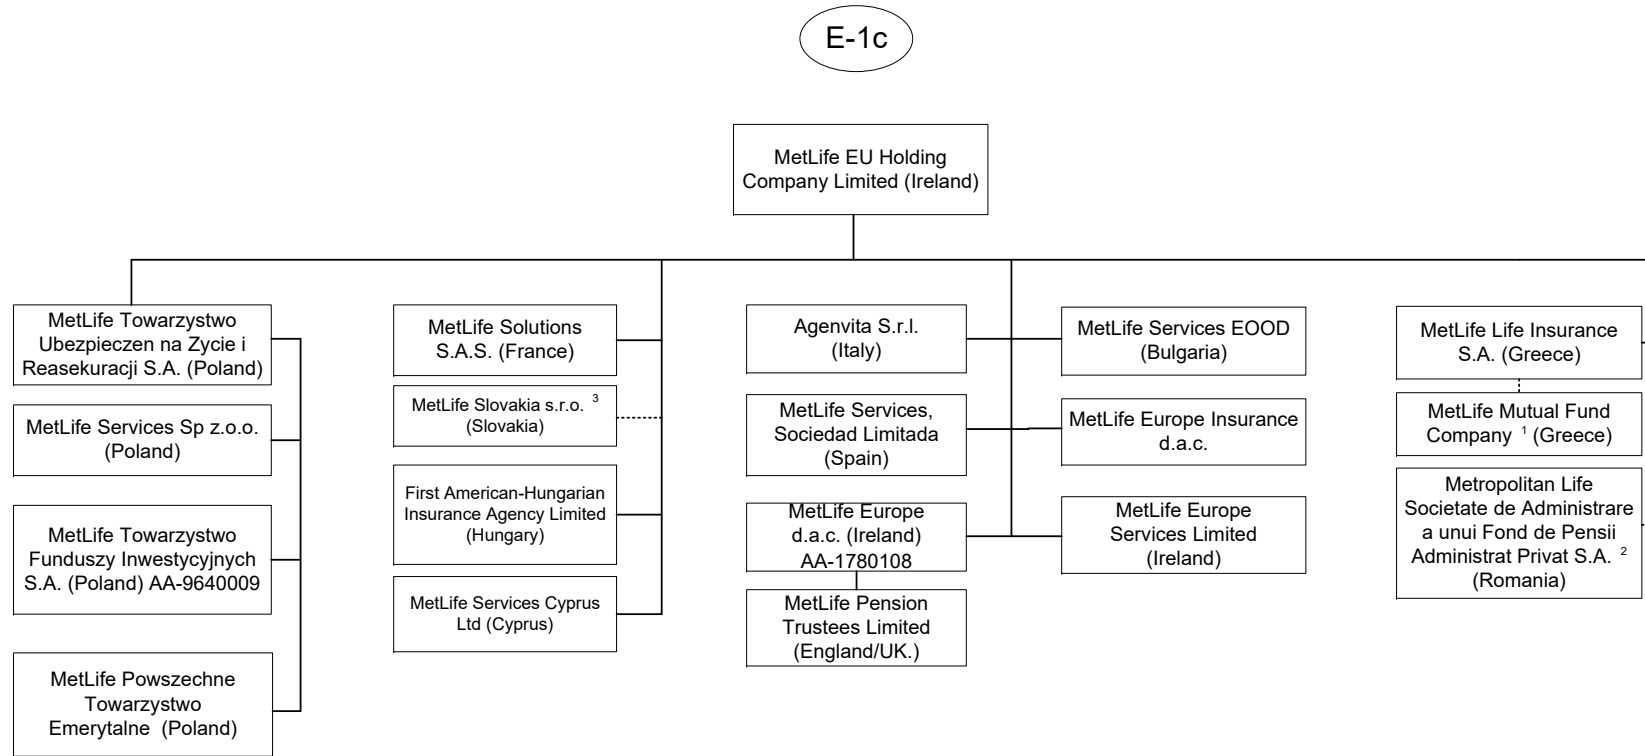 E-1c
MetLife EU Holding
Company Limited (Ireland)
MetLife Towarzystwo
Ubezpieczen na Zycie i
Reasekuracji S.A. (Poland)
MetLife Services Sp z.o.o.
(Poland)
MetLife Towarzystwo
Funduszy Inwestycyjnych
S.A. (Poland) AA-9640009
MetLife Powszechne
Towarzystwo
Emerytalne (Poland)
MetLife Solutions
S.A.S. (France)
MetLife Slovakia s.r.o. 3
(Slovakia)
First American-Hungarian
Insurance Agency Limited
(Hungary)
MetLife Services Cyprus
Ltd (Cyprus)
Agenvita S.r.l.
(Italy)
MetLife Services,
Sociedad Limitada
(Spain)
MetLife Europe
d.a.c. (Ireland)
AA-1780108
MetLife Pension
Trustees Limited
(England/UK.)
MetLife Services EOOD
(Bulgaria)
MetLife Europe Insurance
d.a.c.
MetLife Europe
Services Limited
(Ireland)
MetLife Life Insurance
S.A. (Greece)
MetLife Mutual Fund
Company 1 (Greece)
Metropolitan Life
Societate de Administrare
a unui Fond de Pensii
Administrat Privat S.A. 2
(Romania)